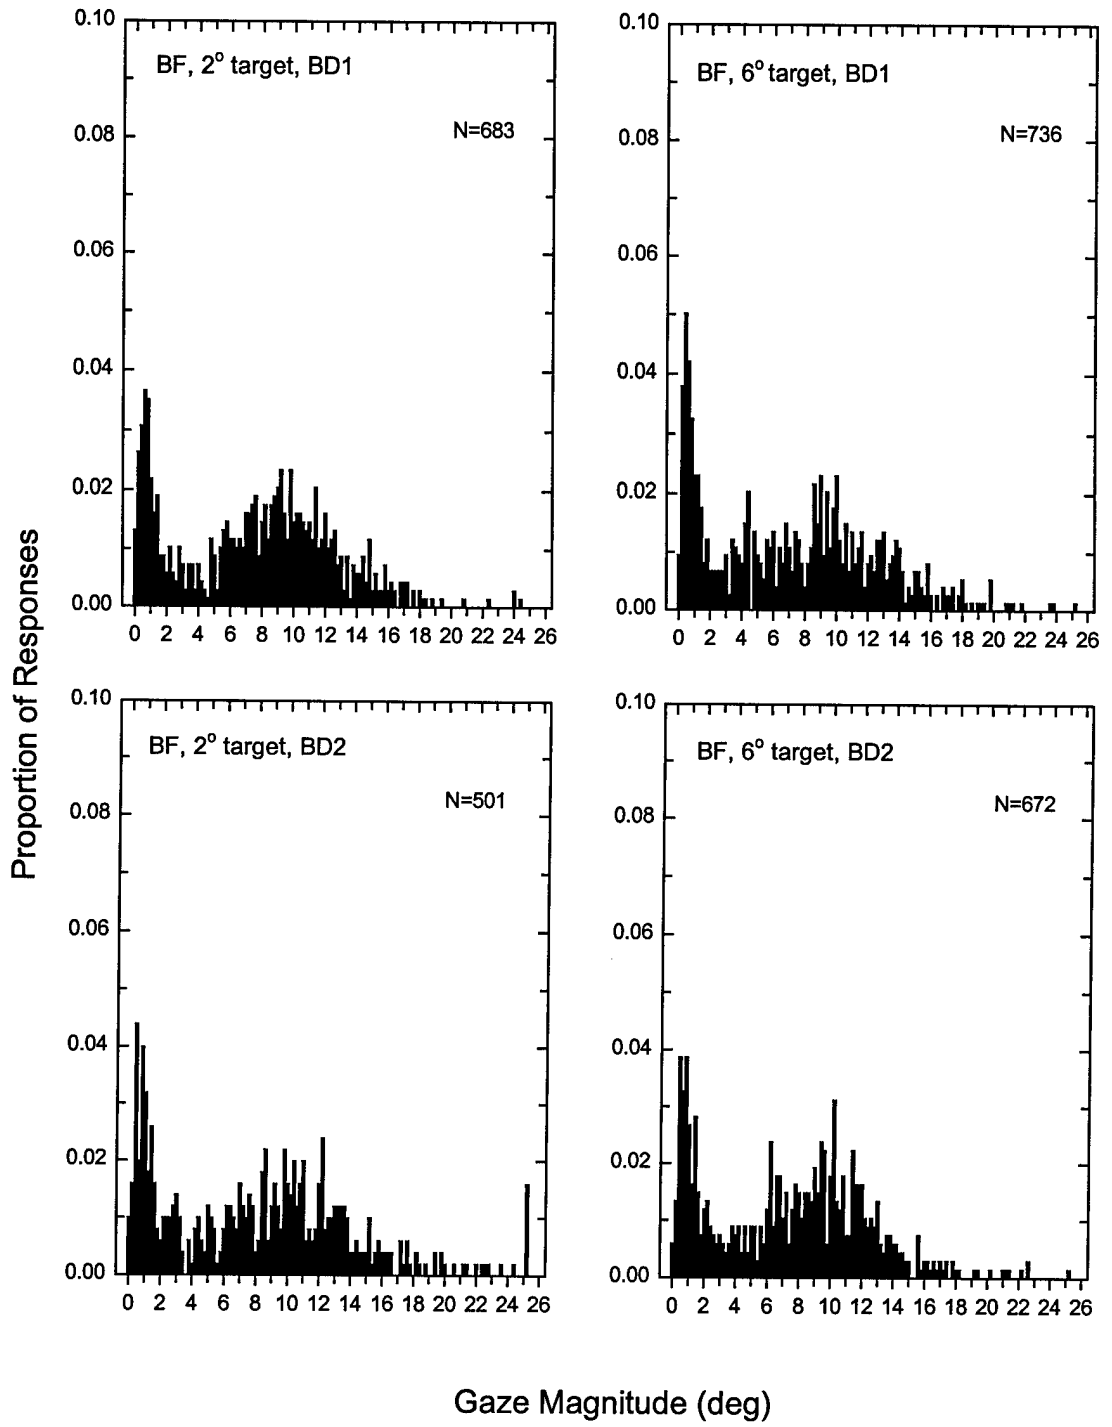 BF, 2° target, BD1
N=683
0.10
0.08
0.06
0.04
0.02
0.00
0 2 4 6 8 10 12 14 16 18 20 22 24 26
BF, 6° target, BD1
N=736
0.10
0.08
0.06
0.04
0.02
0.00
0 2 4 6 8 10 12 14 16 18 20 22 24 26
BF, 2° target, BD2
N=501
0.10
0.08
0.06
0.04
0.02
0.00
0 2 4 6 8 10 12 14 16 18 20 22 24 26
BF, 6° target, BD2
N=672
0.10
0.08
0.06
0.04
0.02
0.00
0 2 4 6 8 10 12 14 16 18 20 22 24 26
Proportion of Responses
Gaze Magnitude (deg)